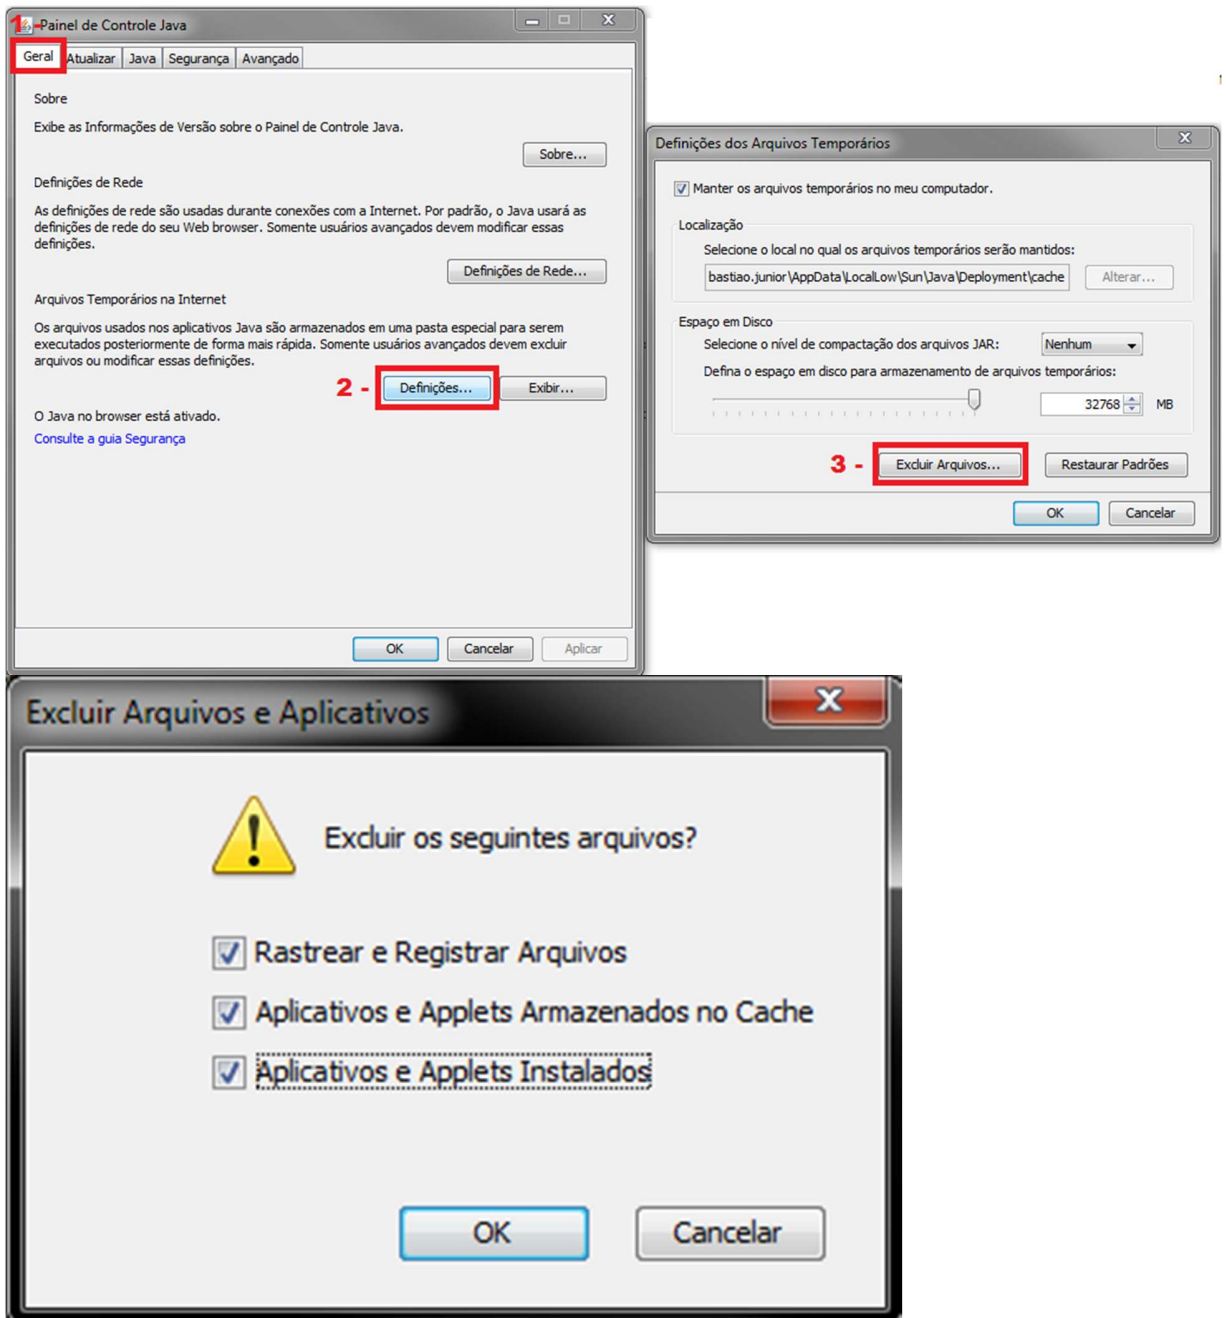 1 -
Painel de Controle Java
Geral Atualizar Java Segurança Avançado
Sobre
Exibe as Informações de Versão sobre o Painel de Controle Java.
Sobre...
Definições de Rede
As definições de rede são usadas durante conexões com a Internet. Por padrão, o Java usará as
definições de rede do seu Web browser. Somente usuários avançados devem modificar essas
definições.
Definições de Rede...
Arquivos Temporários na Internet
Os arquivos usados nos aplicativos Java são armazenados em uma pasta especial para serem
executados posteriormente de forma mais rápida. Somente usuários avançados devem excluir
arquivos ou modificar essas definições.
2 - Definições... Exibir...
O Java no browser está ativado.
Consulte a guia Segurança
OK Cancelar Aplicar
Definições dos Arquivos Temporários
Manter os arquivos temporários no meu computador.
Localização
Selecione o local no qual os arquivos temporários serão mantidos:
bastiao.junior\AppData\LocalLow\Sun\Java\Deployment\cache Alterar...
Espaço em Disco
Selecione o nível de compactação dos arquivos JAR: Nenhum
Defina o espaço em disco para armazenamento de arquivos temporários:
32768 MB
3 - Excluir Arquivos... Restaurar Padrões
OK Cancelar
Excluir Arquivos e Aplicativos
Excluir os seguintes arquivos?
Rastrear e Registrar Arquivos
Aplicativos e Applets Armazenados no Cache
Aplicativos e Applets Instalados
OK Cancelar